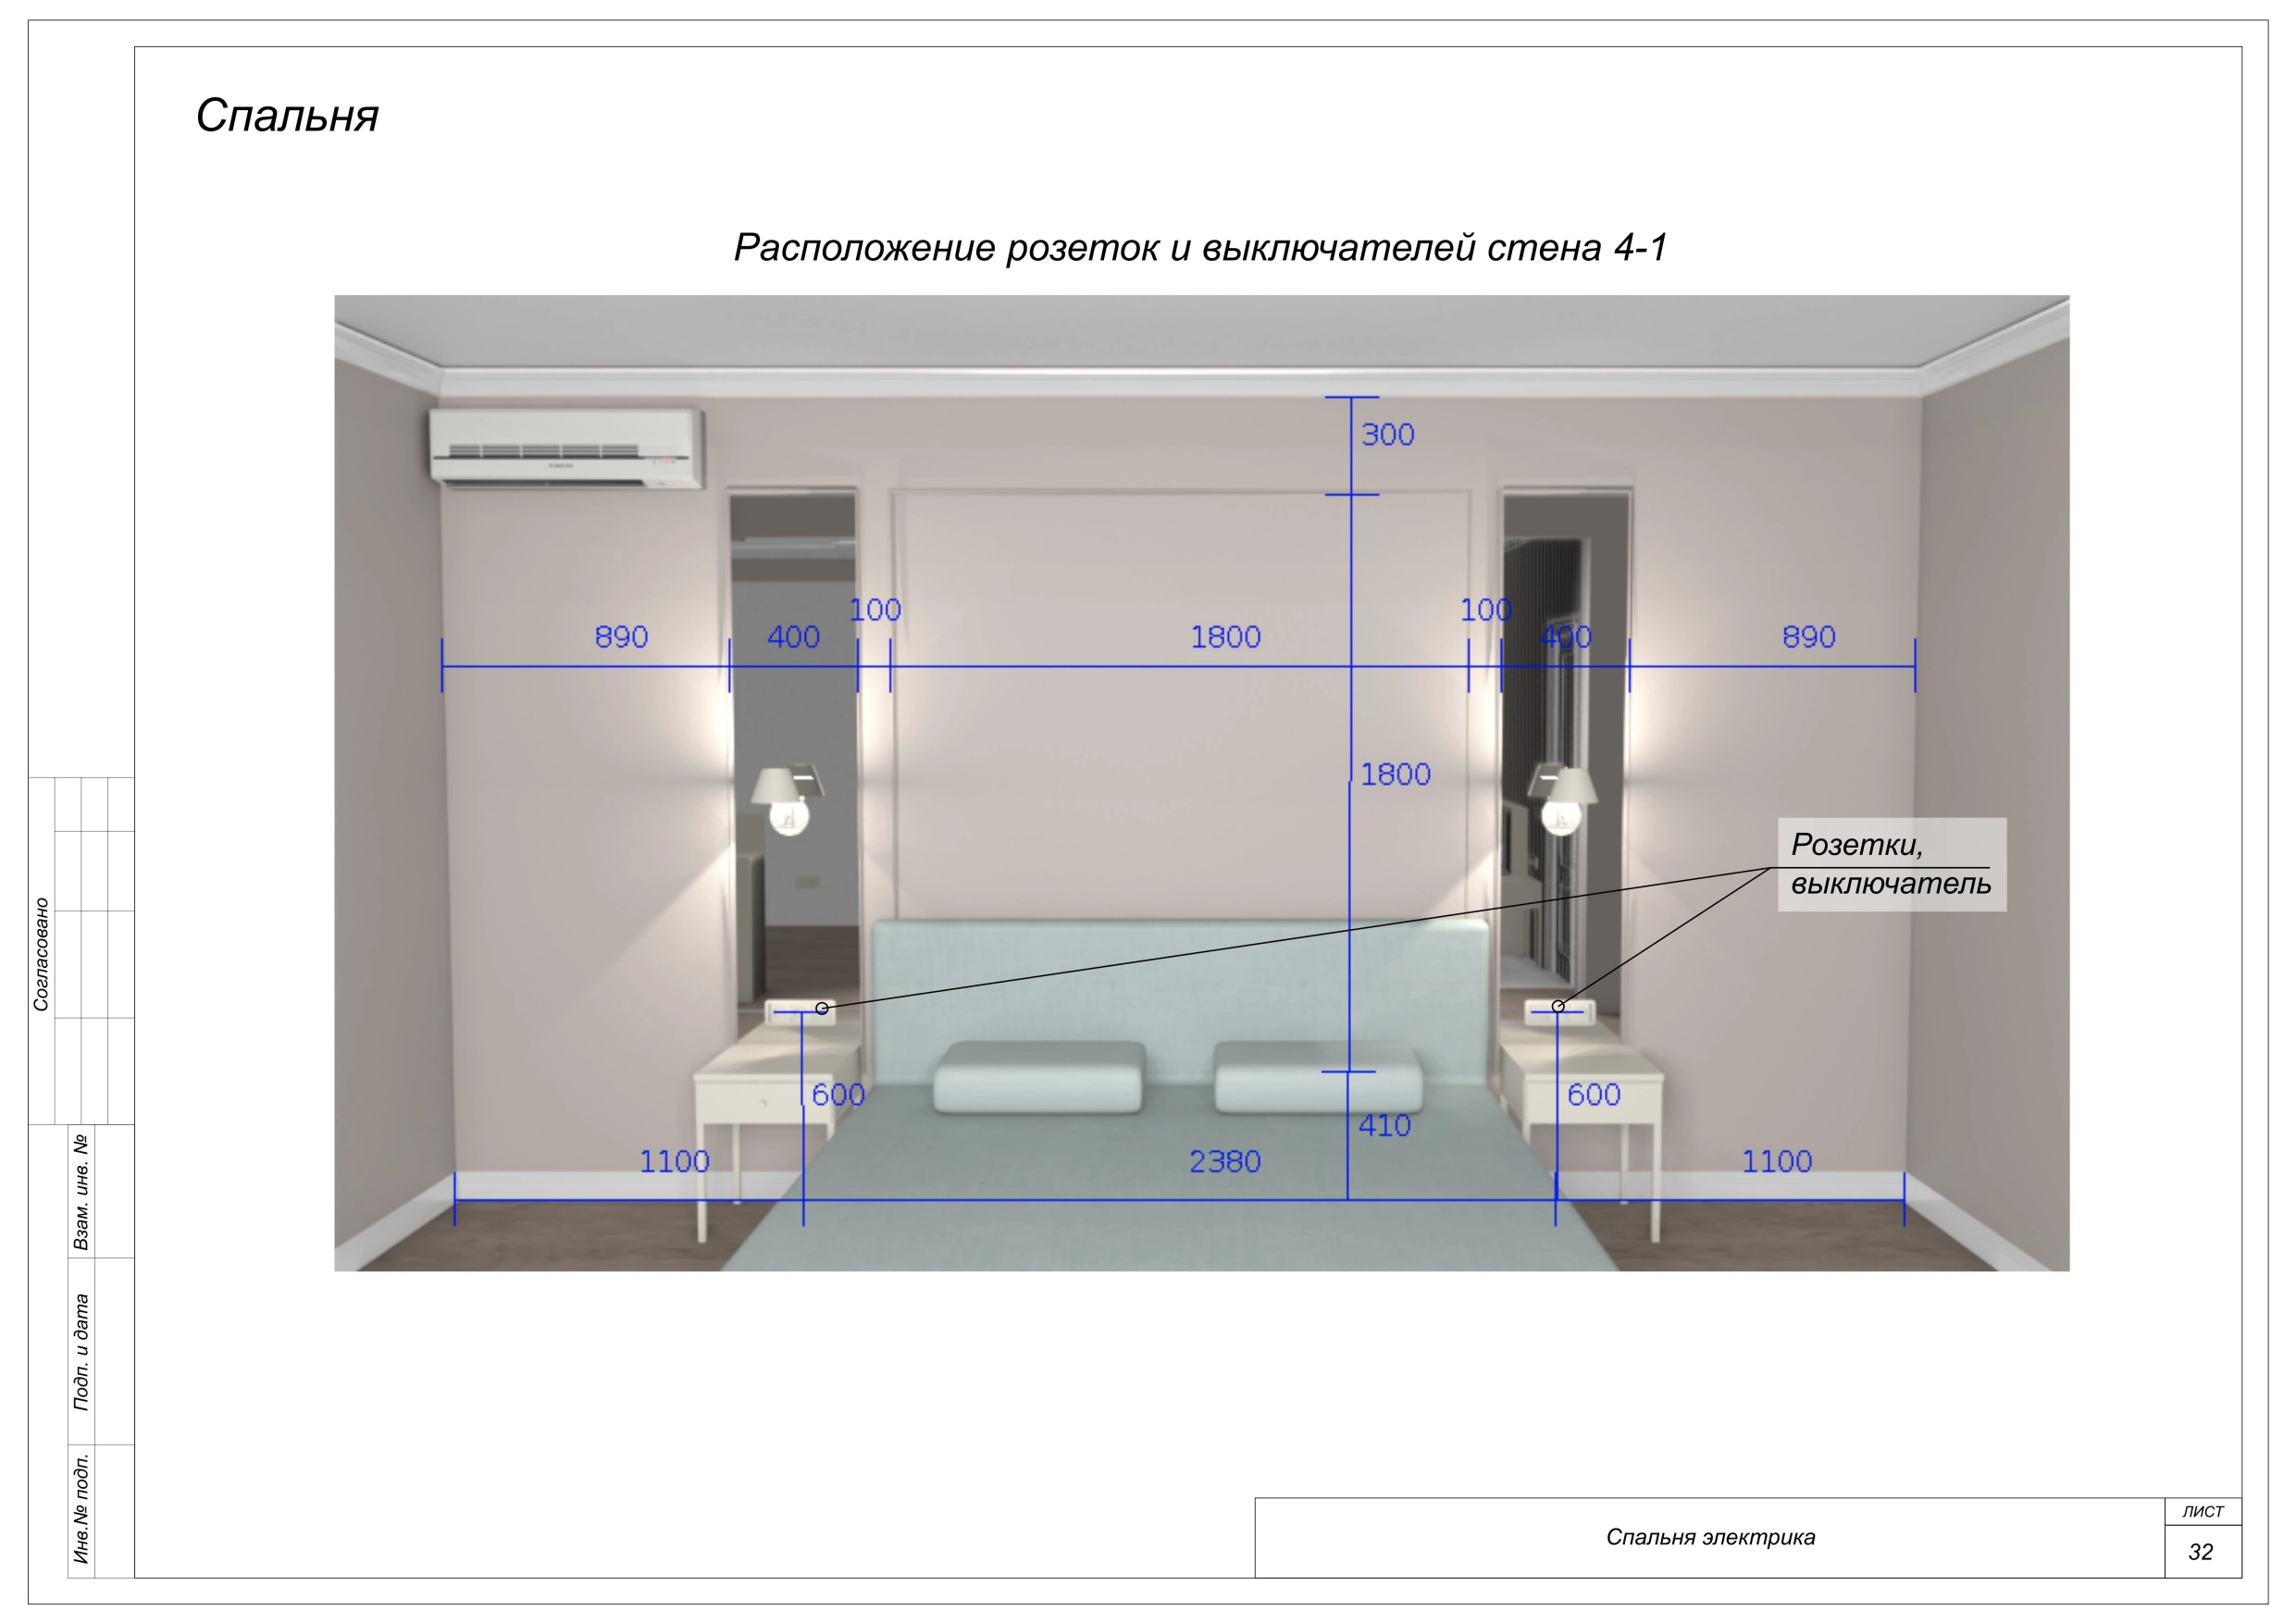 Спальня
Расположение розеток и выключателей стена 4-1
300
100
100
890
400
1800
400
890
1800
Розетки,
выключатель
600
600
410
1100
2380
1100
Согласовано
Взам. инв. №
Подп. и дата
Инв.№ подп.
Спальня электрика
ЛИСТ
32